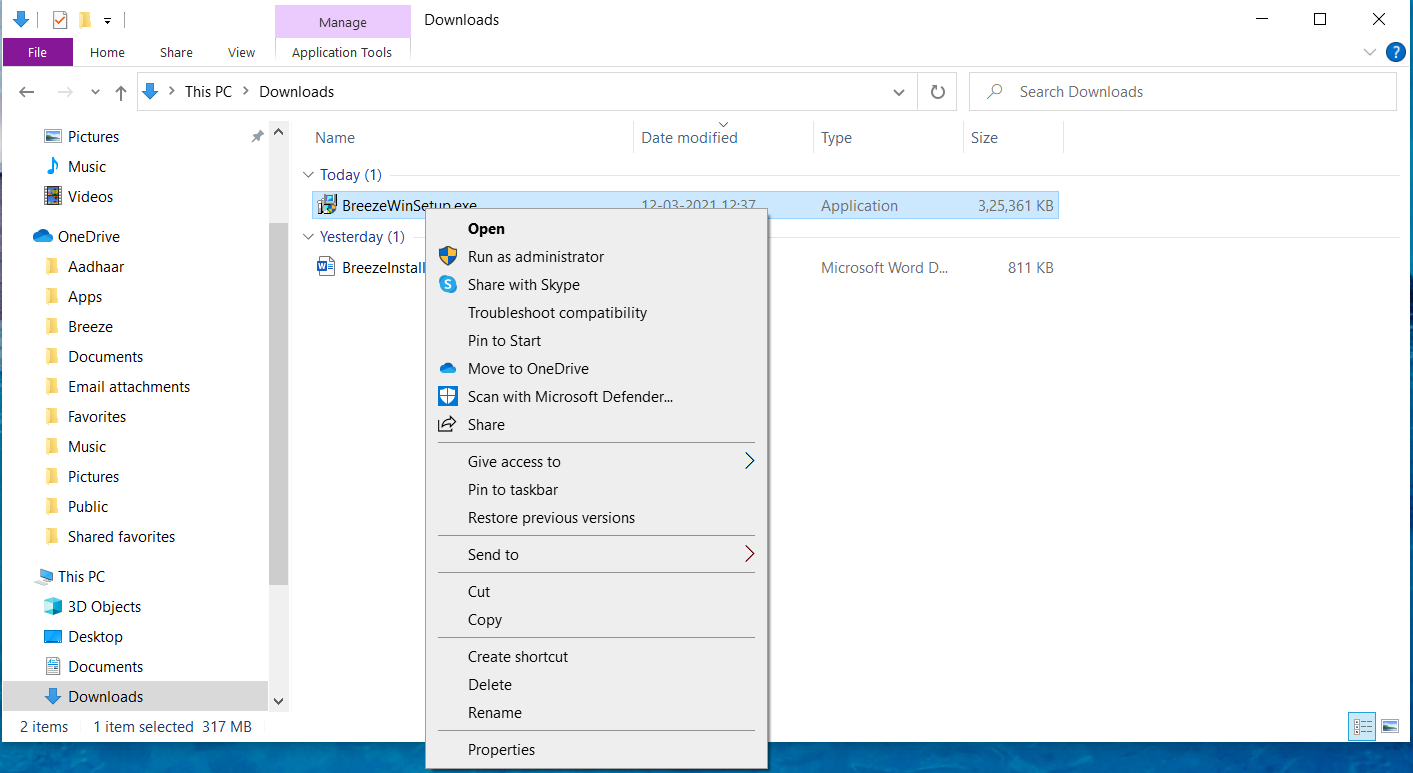 Manage
Downloads
File
Home
Share
View
Application Tools
?
This PC
Downloads
Search Downloads
Pictures
Music
Videos
OneDrive
Aadhaar
Apps
Breeze
Documents
Email attachments
Favorites
Music
Pictures
Public
Shared favorites
This PC
3D Objects
Desktop
Documents
Downloads
Name
Date modified
Type
Size
Today (1)
BreezeWinSetup.exe
12-03-2021 12:37
Application
3,25,361 KB
Yesterday (1)
BreezeInstall
Microsoft Word D...
811 KB
Open
Run as administrator
S
Share with Skype
Troubleshoot compatibility
Pin to Start
Move to OneDrive
Scan with Microsoft Defender...
Share
Give access to
Pin to taskbar
Restore previous versions
Send to
Cut
Copy
Create shortcut
Delete
Rename
Properties
2 items
1 item selected 317 MB